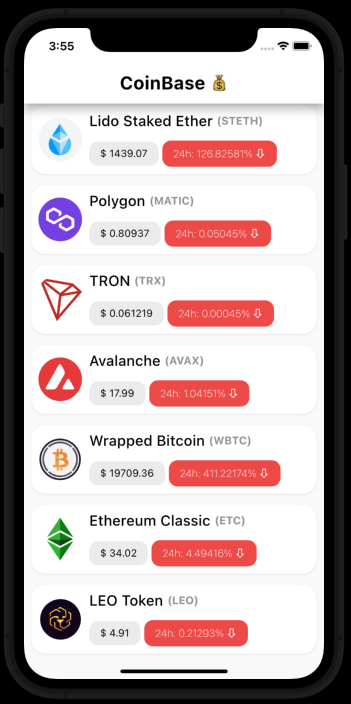 3:55
CoinBase 💰
Lido Staked Ether (STETH)
$ 1439.07 24h: 126.82581% ⇩
Polygon (MATIC)
$ 0.80937 24h: 0.05045% ⇩
TRON (TRX)
$ 0.061219 24h: 0.00045% ⇩
Avalanche (AVAX)
$ 17.99 24h: 1.04151% ⇩
Wrapped Bitcoin (WBTC)
$ 19709.36 24h: 411.22174% ⇩
Ethereum Classic (ETC)
$ 34.02 24h: 4.49416% ⇩
LEO Token (LEO)
$ 4.91 24h: 0.21293% ⇩